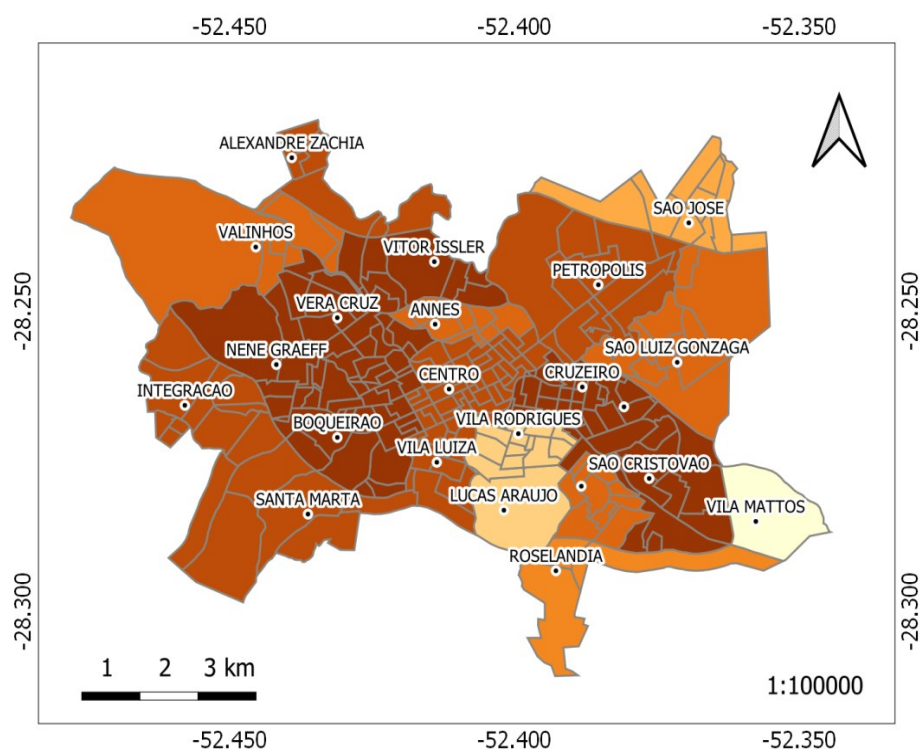 -52.450 -52.400 -52.350
ALEXANDRE ZACHIA
SAO JOSE
VALINHOS
VITOR ISSLER
PETROPOLIS
-28.250
-28.250
VERA CRUZ
ANNES
NENE GRAEFF
SAO LUIZ GONZAGA
CENTRO
CRUZEIRO
INTEGRACAO
BOQUEIRAO
VILA RODRIGUES
VILA LUIZA
SAO CRISTOVAO
SANTA MARTA
LUCAS ARAUJO
VILA MATTOS
ROSELANDIA
-28.300
-28.300
1 2 3 km
1:100000
-52.450 -52.400 -52.350